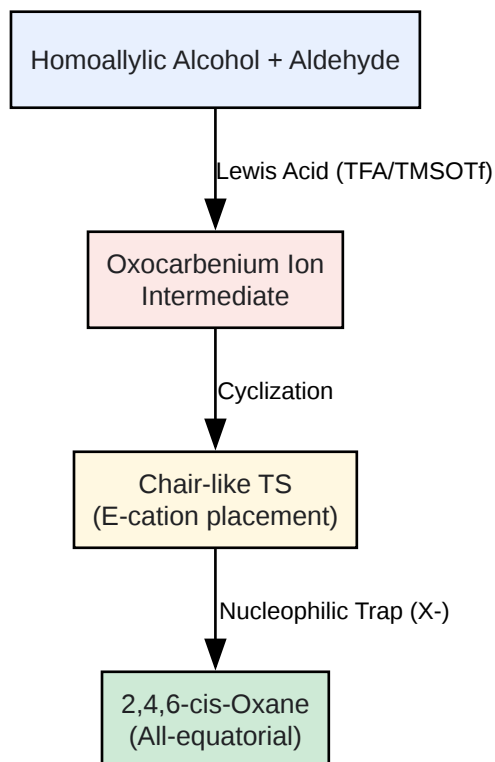 Homoallylic Alcohol + Aldehyde
Lewis Acid (TFA/TMSOTf)
Oxocarbenium Ion
Intermediate
Cyclization
Chair-like TS
(E-cation placement)
Nucleophilic Trap (X-)
2,4,6-cis-Oxane
(All-equatorial)